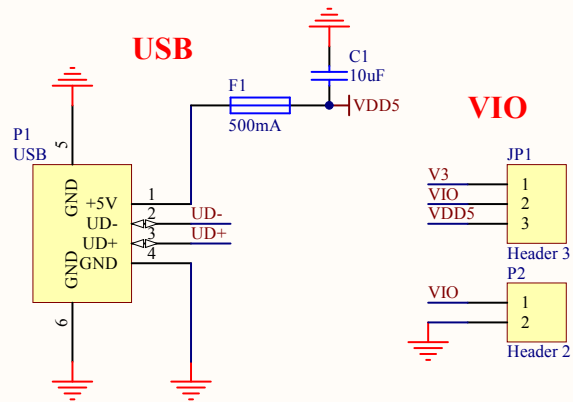 USB
C1
10uF
F1
500mA
VDD5
VIO
P1
USB
5
GND
+5V
1
UD-
2
UD-
UD+
3
UD+
GND
4
GND
6
JP1
V3
1
VIO
2
VDD5
3
Header 3
P2
VIO
1
2
Header 2